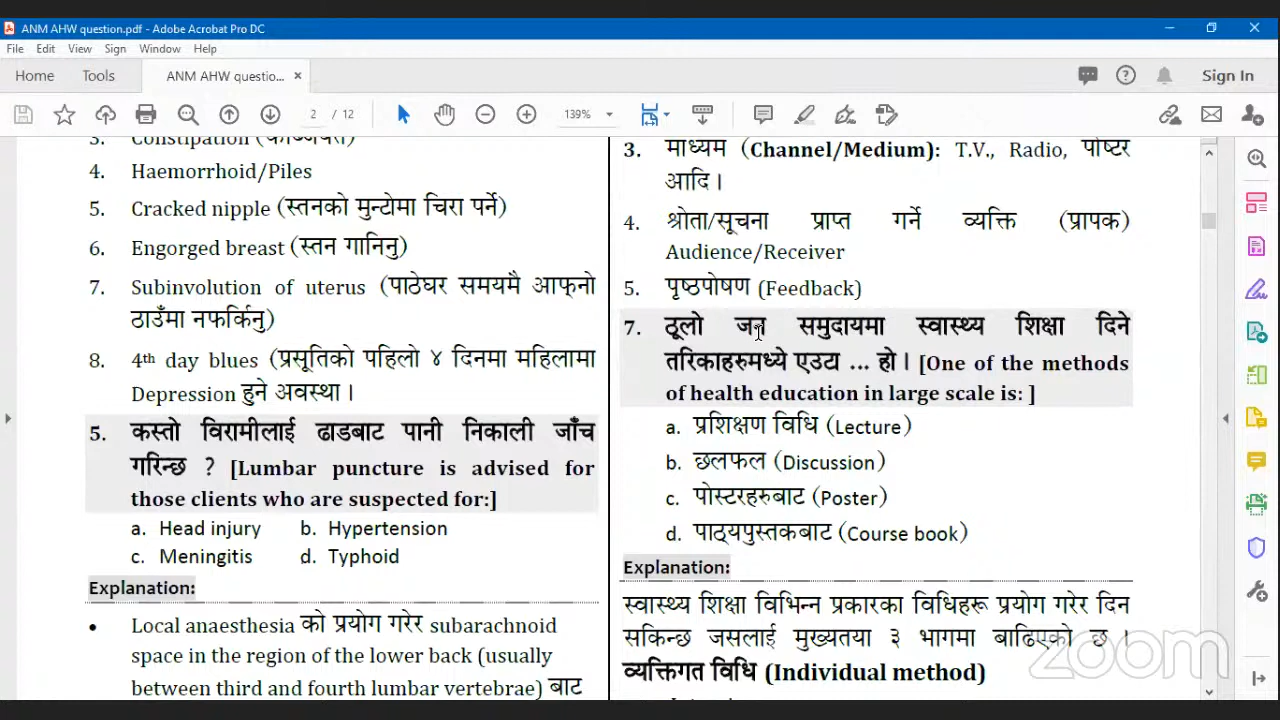 ANM AHW question.pdf - Adobe Acrobat Pro DC
File Edit View Sign Window Help
Home Tools ANM AHW questio... × Sign In
2 / 12 139%
3. Constipation (कब्जियत)
4. Haemorrhoid/Piles
5. Cracked nipple (स्तनको मुन्टोमा चिरा पर्ने)
6. Engorged breast (स्तन गानिनु)
7. Subinvolution of uterus (पाठेघर समयमै आफ्नो
ठाउँमा नफर्किनु)
8. 4th day blues (प्रसूतिको पहिलो ४ दिनमा महिलामा
Depression हुने अवस्था।
5. कस्तो विरामीलाई ढाडबाट पानी निकाली जाँच
गरिन्छ ? [Lumbar puncture is advised for
those clients who are suspected for:]
a. Head injury b. Hypertension
c. Meningitis d. Typhoid
Explanation:
• Local anaesthesia को प्रयोग गरेर subarachnoid
space in the region of the lower back (usually
between third and fourth lumbar vertebrae) बाट
3. माध्यम (Channel/Medium): T.V., Radio, पोष्टर
आदि।
4. श्रोता/सूचना प्राप्त गर्ने व्यक्ति (प्रापक)
Audience/Receiver
5. पृष्ठपोषण (Feedback)
7. ठूलो जन समुदायमा स्वास्थ्य शिक्षा दिने
तरिकाहरुमध्ये एउटा ... हो। [One of the methods
of health education in large scale is: ]
a. प्रशिक्षण विधि (Lecture)
b. छलफल (Discussion)
c. पोस्टरहरुबाट (Poster)
d. पाठ्यपुस्तकबाट (Course book)
Explanation:
स्वास्थ्य शिक्षा विभिन्न प्रकारका विधिहरू प्रयोग गरेर दिन
सकिन्छ जसलाई मुख्यतया ३ भागमा बाढिएको छ ।
व्यक्तिगत विधि (Individual method)
zoom